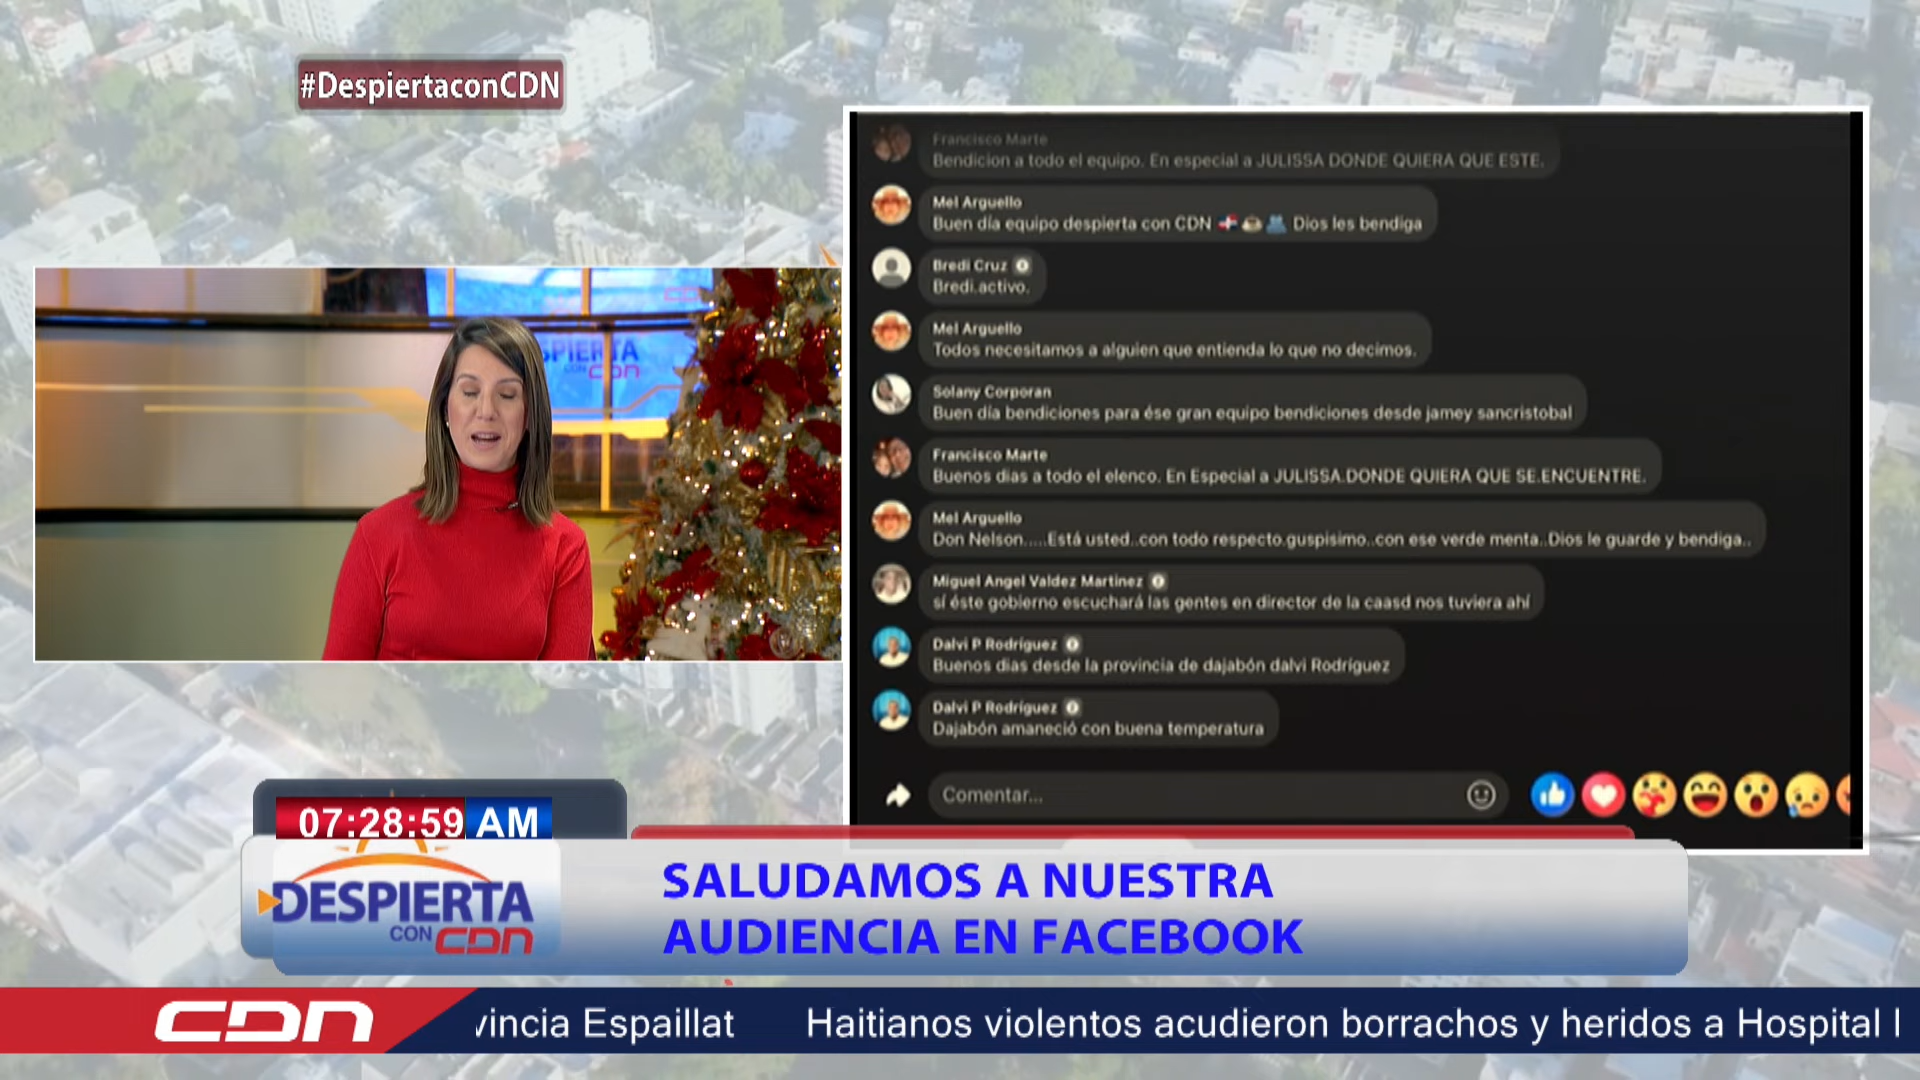 #DespiertaconCDN
Francisco Marte
Bendicion a todo el equipo. En especial a JULISSA DONDE QUIERA QUE ESTE.
Mel Arguello
Buen día equipo despierta con CDN 🇩🇴☕👥 Dios les bendiga
Bredi Cruz
Bredi.activo.
Mel Arguello
Todos necesitamos a alguien que entienda lo que no decimos.
Solany Corporan
Buen día bendiciones para ése gran equipo bendiciones desde jamey sancristobal
Francisco Marte
Buenos dias a todo el elenco. En Especial a JULISSA.DONDE QUIERA QUE SE.ENCUENTRE.
Mel Arguello
Don Nelson.....Está usted..con todo respecto.guspisimo..con ese verde menta..Dios le guarde y bendiga..
Miguel Angel Valdez Martinez
sí éste gobierno escuchará las gentes en director de la caasd nos tuviera ahí
Dalvi P Rodríguez
Buenos dias desde la provincia de dajabón dalvi Rodríguez
Dalvi P Rodríguez
Dajabón amaneció con buena temperatura
Comentar...
CDN
SPIERTA
CON CDN
07:28:59 AM
DESPIERTA
CON CDN
SALUDAMOS A NUESTRA
AUDIENCIA EN FACEBOOK
CDN
vincia Espaillat Haitianos violentos acudieron borrachos y heridos a Hospital